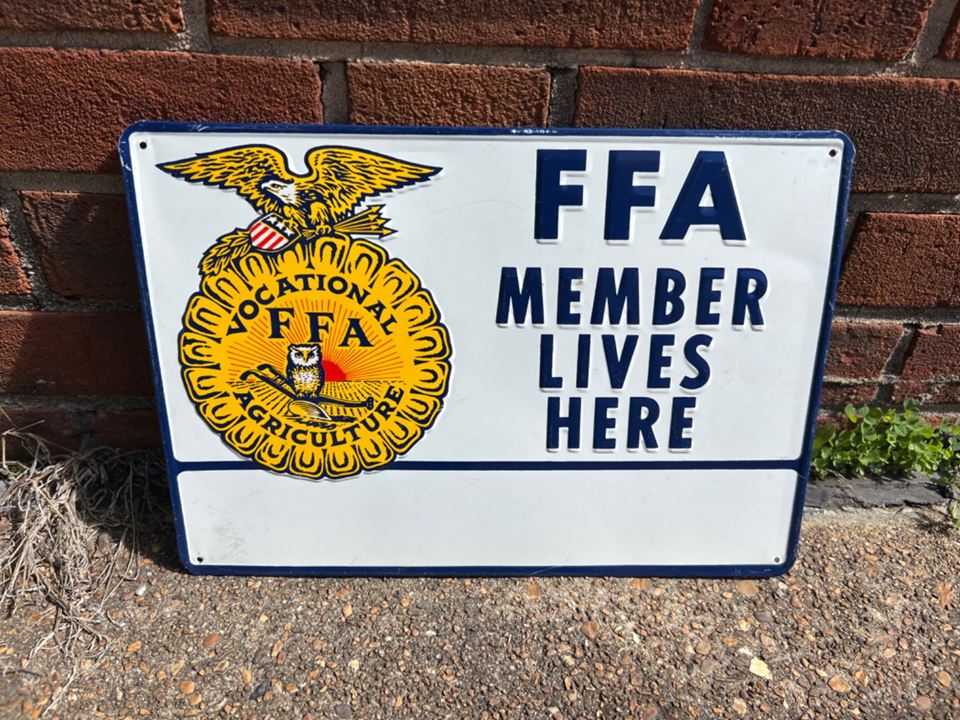 VOCATIONAL
FFA
AGRICULTURE
FFA
MEMBER
LIVES
HERE